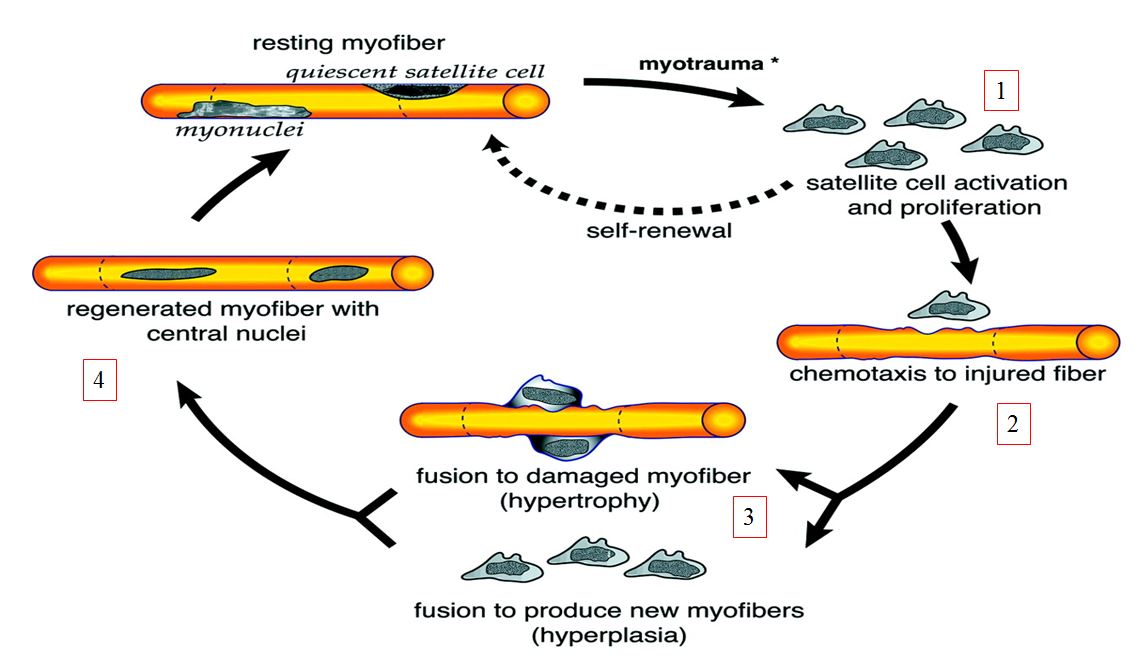 resting myofiber
quiescent satellite cell
myonuclei
myotrauma *
1
satellite cell activation
and proliferation
self-renewal
chemotaxis to injured fiber
2
fusion to damaged myofiber
(hypertrophy)
3
fusion to produce new myofibers
(hyperplasia)
regenerated myofiber with
central nuclei
4